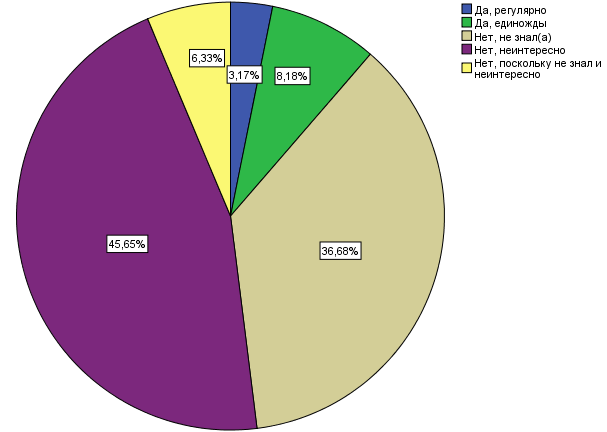 Да, регулярно
Да, единожды
Нет, не знал(а)
Нет, неинтересно
Нет, поскольку не знал и
неинтересно
6,33%
3,17%
8,18%
45,65%
36,68%